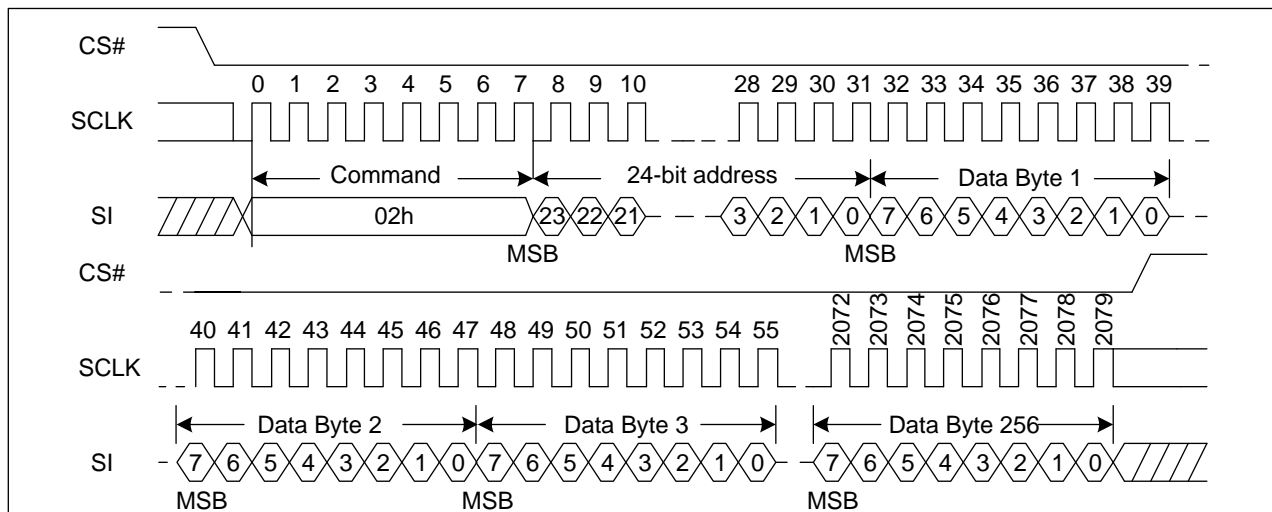 CS#
0 1 2 3 4 5 6 7 8 9 10 28 29 30 31 32 33 34 35 36 37 38 39
SCLK
Command 24-bit address Data Byte 1
SI 02h 23 22 21 3 2 1 0 7 6 5 4 3 2 1 0
MSB MSB
CS#
40 41 42 43 44 45 46 47 48 49 50 51 52 53 54 55 2072 2073 2074 2075 2076 2077 2078 2079
SCLK
Data Byte 2 Data Byte 3 Data Byte 256
SI 7 6 5 4 3 2 1 0 7 6 5 4 3 2 1 0 7 6 5 4 3 2 1 0
MSB MSB MSB